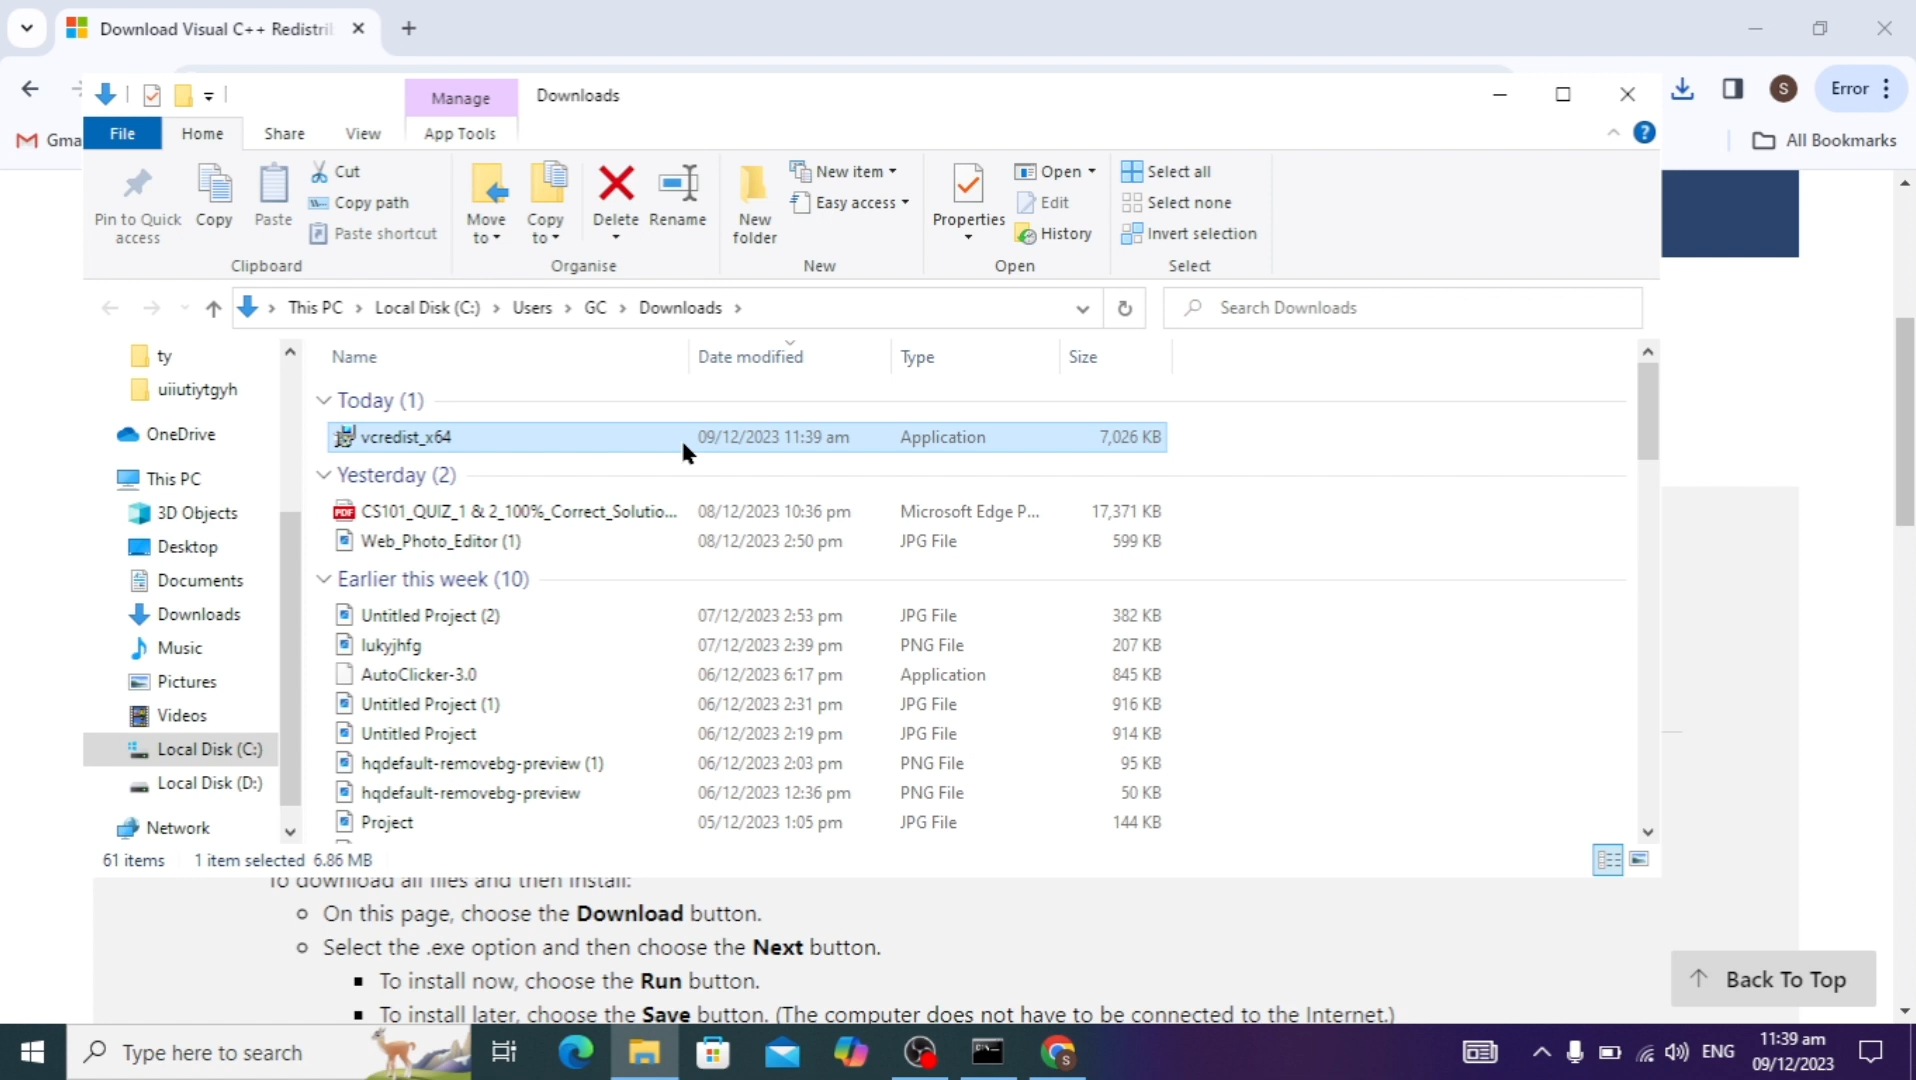 Download Visual C++ Redistri
Error
Gma
All Bookmarks
Manage
Downloads
File
Home
Share
View
App Tools
Pin to Quick access
Copy
Paste
Cut
Copy path
Paste shortcut
Move to
Copy to
Delete
Rename
New folder
New item
Easy access
Properties
Open
Edit
History
Select all
Select none
Invert selection
Clipboard
Organise
New
Open
Select
This PC > Local Disk (C:) > Users > GC > Downloads >
Search Downloads
ty
uiiutiytgyh
OneDrive
This PC
3D Objects
Desktop
Documents
Downloads
Music
Pictures
Videos
Local Disk (C:)
Local Disk (D:)
Network
Name Date modified Type Size
Today (1)
vcredist_x64 09/12/2023 11:39 am Application 7,026 KB
Yesterday (2)
CS101_QUIZ_1 & 2_100%_Correct_Solutio... 08/12/2023 10:36 pm Microsoft Edge P... 17,371 KB
Web_Photo_Editor (1) 08/12/2023 2:50 pm JPG File 599 KB
Earlier this week (10)
Untitled Project (2) 07/12/2023 2:53 pm JPG File 382 KB
lukyjhfg 07/12/2023 2:39 pm PNG File 207 KB
AutoClicker-3.0 06/12/2023 6:17 pm Application 845 KB
Untitled Project (1) 06/12/2023 2:31 pm JPG File 916 KB
Untitled Project 06/12/2023 2:19 pm JPG File 914 KB
hqdefault-removebg-preview (1) 06/12/2023 2:03 pm PNG File 95 KB
hqdefault-removebg-preview 06/12/2023 12:36 pm PNG File 50 KB
Project 05/12/2023 1:05 pm JPG File 144 KB
61 items 1 item selected 6.86 MB
To download all files and then install:
On this page, choose the Download button.
Select the .exe option and then choose the Next button.
To install now, choose the Run button.
To install later, choose the Save button. (The computer does not have to be connected to the Internet.)
Back To Top
Type here to search
ENG
11:39 am
09/12/2023